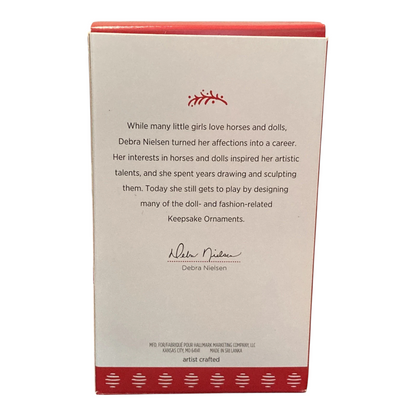 While many little girls love horses and dolls,
Debra Nielsen turned her affections into a career.
Her interests in horses and dolls inspired her artistic
talents, and she spent years drawing and sculpting
them. Today she still gets to play by designing
many of the doll- and fashion-related
Keepsake Ornaments.
Debra Nielsen
Debra Nielsen
MFD. FOR/FABRIQUÉ POUR HALLMARK MARKETING COMPANY, LLC
KANSAS CITY, MO 64141 MADE IN SRI LANKA
artist crafted